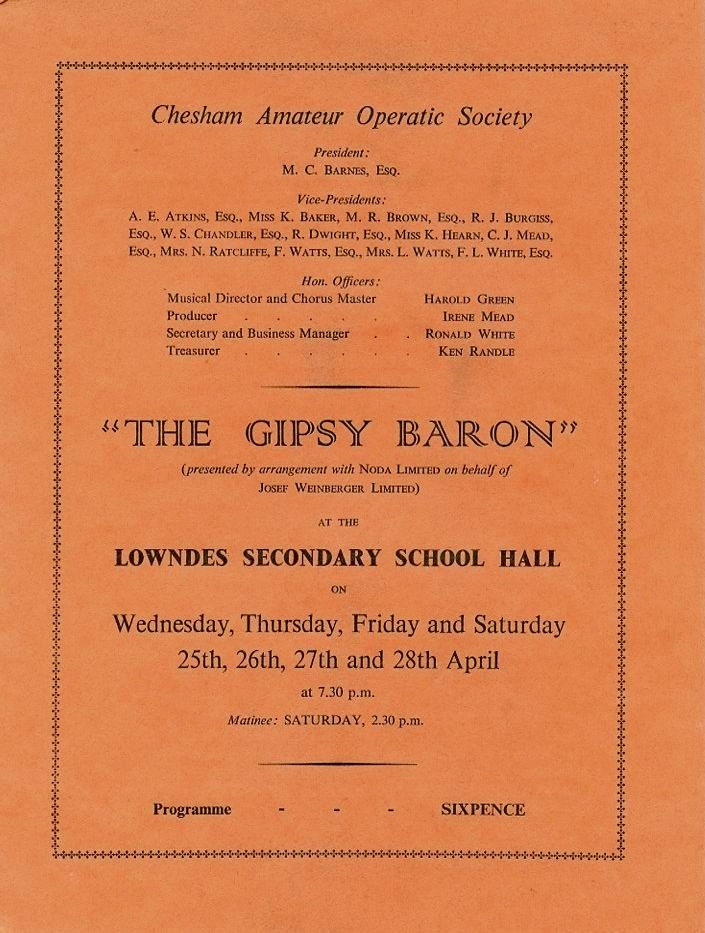 Chesham Amateur Operatic Society
President:
M. C. Barnes, Esq.
Vice-Presidents:
A. E. Atkins, Esq., Miss K. Baker, M. R. Brown, Esq., R. J. Burgiss,
Esq., W. S. Chandler, Esq., R. Dwight, Esq., Miss K. Hearn, C. J. Mead,
Esq., Mrs. N. Ratcliffe, F. Watts, Esq., Mrs. L. Watts, F. L. White, Esq.
Hon. Officers:
Musical Director and Chorus Master Harold Green
Producer . . . . . Irene Mead
Secretary and Business Manager . . Ronald White
Treasurer . . . . . . Ken Randle
“THE GIPSY BARON”
(presented by arrangement with Noda Limited on behalf of
Josef Weinberger Limited)
AT THE
LOWNDES SECONDARY SCHOOL HALL
ON
Wednesday, Thursday, Friday and Saturday
25th, 26th, 27th and 28th April
at 7.30 p.m.
Matinee: SATURDAY, 2.30 p.m.
Programme - - - SIXPENCE